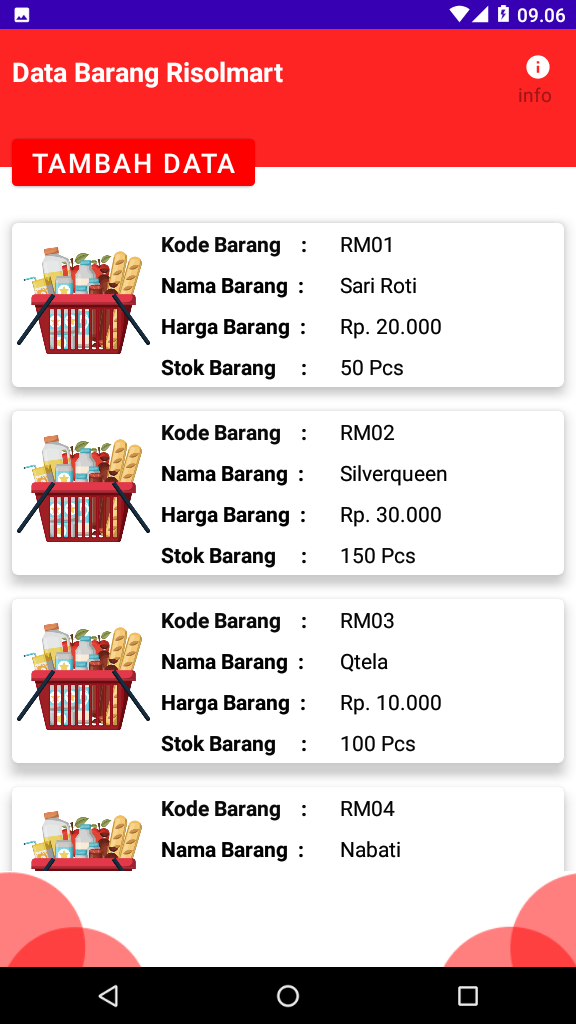 09.06
Data Barang Risolmart
info
TAMBAH DATA
Kode Barang : RM01
Nama Barang : Sari Roti
Harga Barang : Rp. 20.000
Stok Barang : 50 Pcs
Kode Barang : RM02
Nama Barang : Silverqueen
Harga Barang : Rp. 30.000
Stok Barang : 150 Pcs
Kode Barang : RM03
Nama Barang : Qtela
Harga Barang : Rp. 10.000
Stok Barang : 100 Pcs
Kode Barang : RM04
Nama Barang : Nabati